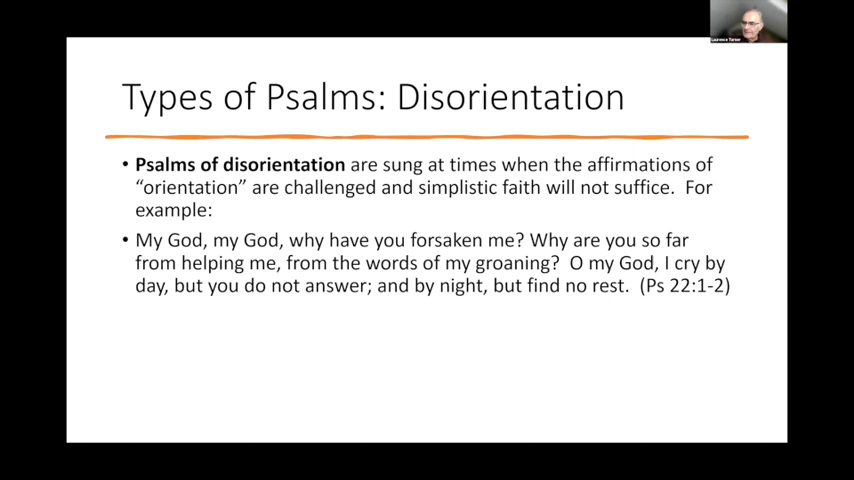 Laurence Turner
Types of Psalms: Disorientation
• Psalms of disorientation are sung at times when the affirmations of
“orientation” are challenged and simplistic faith will not suffice.  For
example:
• My God, my God, why have you forsaken me? Why are you so far
from helping me, from the words of my groaning?  O my God, I cry by
day, but you do not answer; and by night, but find no rest.  (Ps 22:1-2)